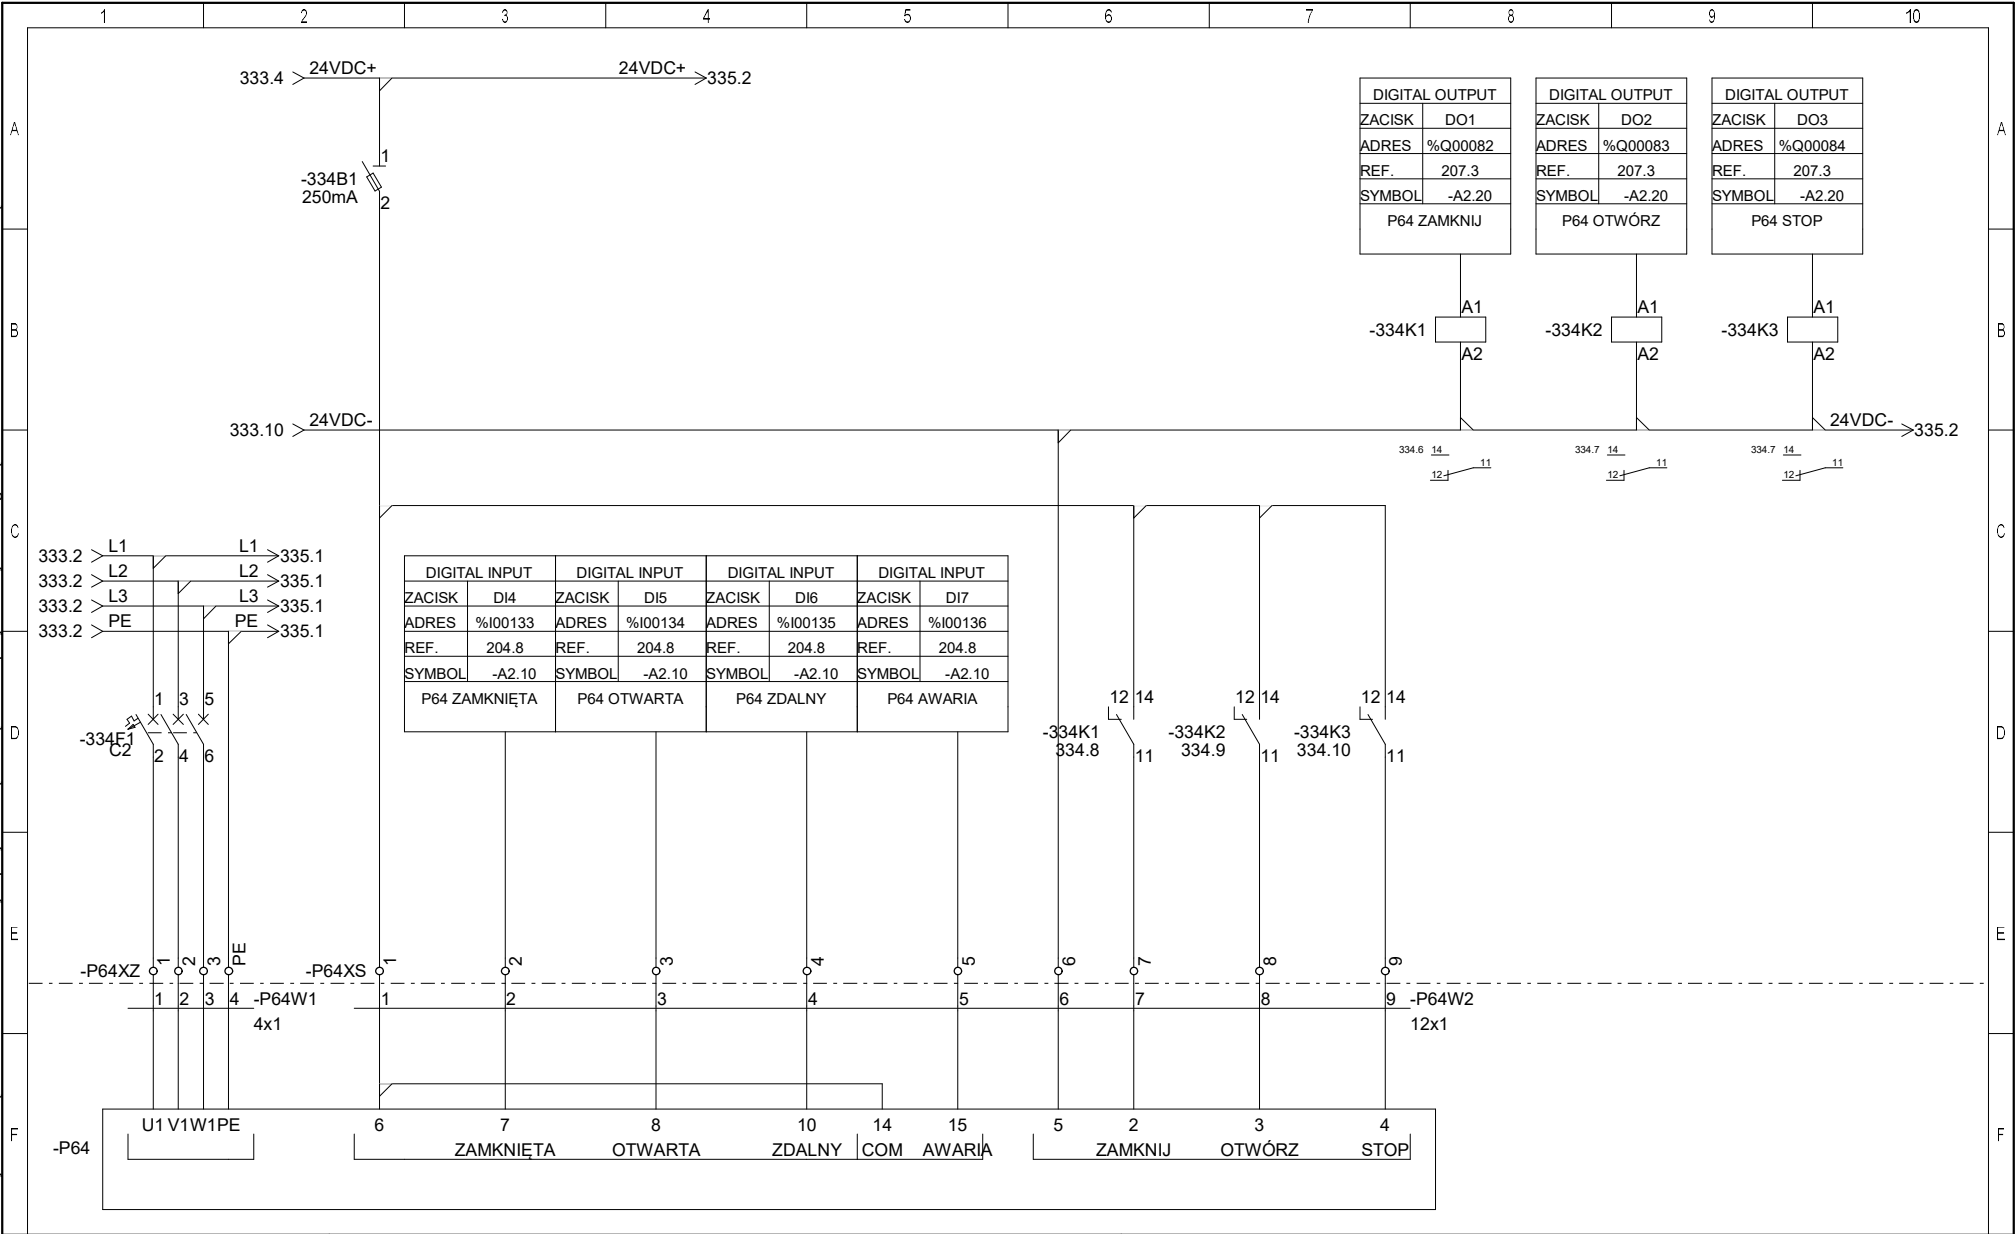 1 2 3 4 5 6 7 8 9 10
A A
B B
C C
D D
E E
F F
333.4 24VDC+ 24VDC+ 335.2
-334B1
250mA
1
2
DIGITAL OUTPUT
ZACISK DO1
ADRES %Q00082
REF. 207.3
SYMBOL -A2.20
P64 ZAMKNIJ
DIGITAL OUTPUT
ZACISK DO2
ADRES %Q00083
REF. 207.3
SYMBOL -A2.20
P64 OTWÓRZ
DIGITAL OUTPUT
ZACISK DO3
ADRES %Q00084
REF. 207.3
SYMBOL -A2.20
P64 STOP
A1
-334K1
A2
A1
-334K2
A2
A1
-334K3
A2
333.10 24VDC- 24VDC- 335.2
334.6 14
12 11
334.7 14
12 11
334.7 14
12 11
333.2 L1 L1 335.1
333.2 L2 L2 335.1
333.2 L3 L3 335.1
333.2 PE PE 335.1
DIGITAL INPUT
ZACISK DI4
ADRES %I00133
REF. 204.8
SYMBOL -A2.10
P64 ZAMKNIĘTA
DIGITAL INPUT
ZACISK DI5
ADRES %I00134
REF. 204.8
SYMBOL -A2.10
P64 OTWARTA
DIGITAL INPUT
ZACISK DI6
ADRES %I00135
REF. 204.8
SYMBOL -A2.10
P64 ZDALNY
DIGITAL INPUT
ZACISK DI7
ADRES %I00136
REF. 204.8
SYMBOL -A2.10
P64 AWARIA
1 3 5
-334F1
C2
2 4 6
12 14
-334K1
334.8
11
12 14
-334K2
334.9
11
12 14
-334K3
334.10
11
-P64XZ 1 2 3 PE
-P64XS 1 2 3 4 5 6 7 8 9
1 2 3 4 -P64W1
4x1
1 2 3 4 5 6 7 8 9 -P64W2
12x1
-P64
U1 V1 W1 PE
6 7 8 10 14 15 5 2 3 4
ZAMKNIĘTA OTWARTA ZDALNY COM AWARIA ZAMKNIJ OTWÓRZ STOP